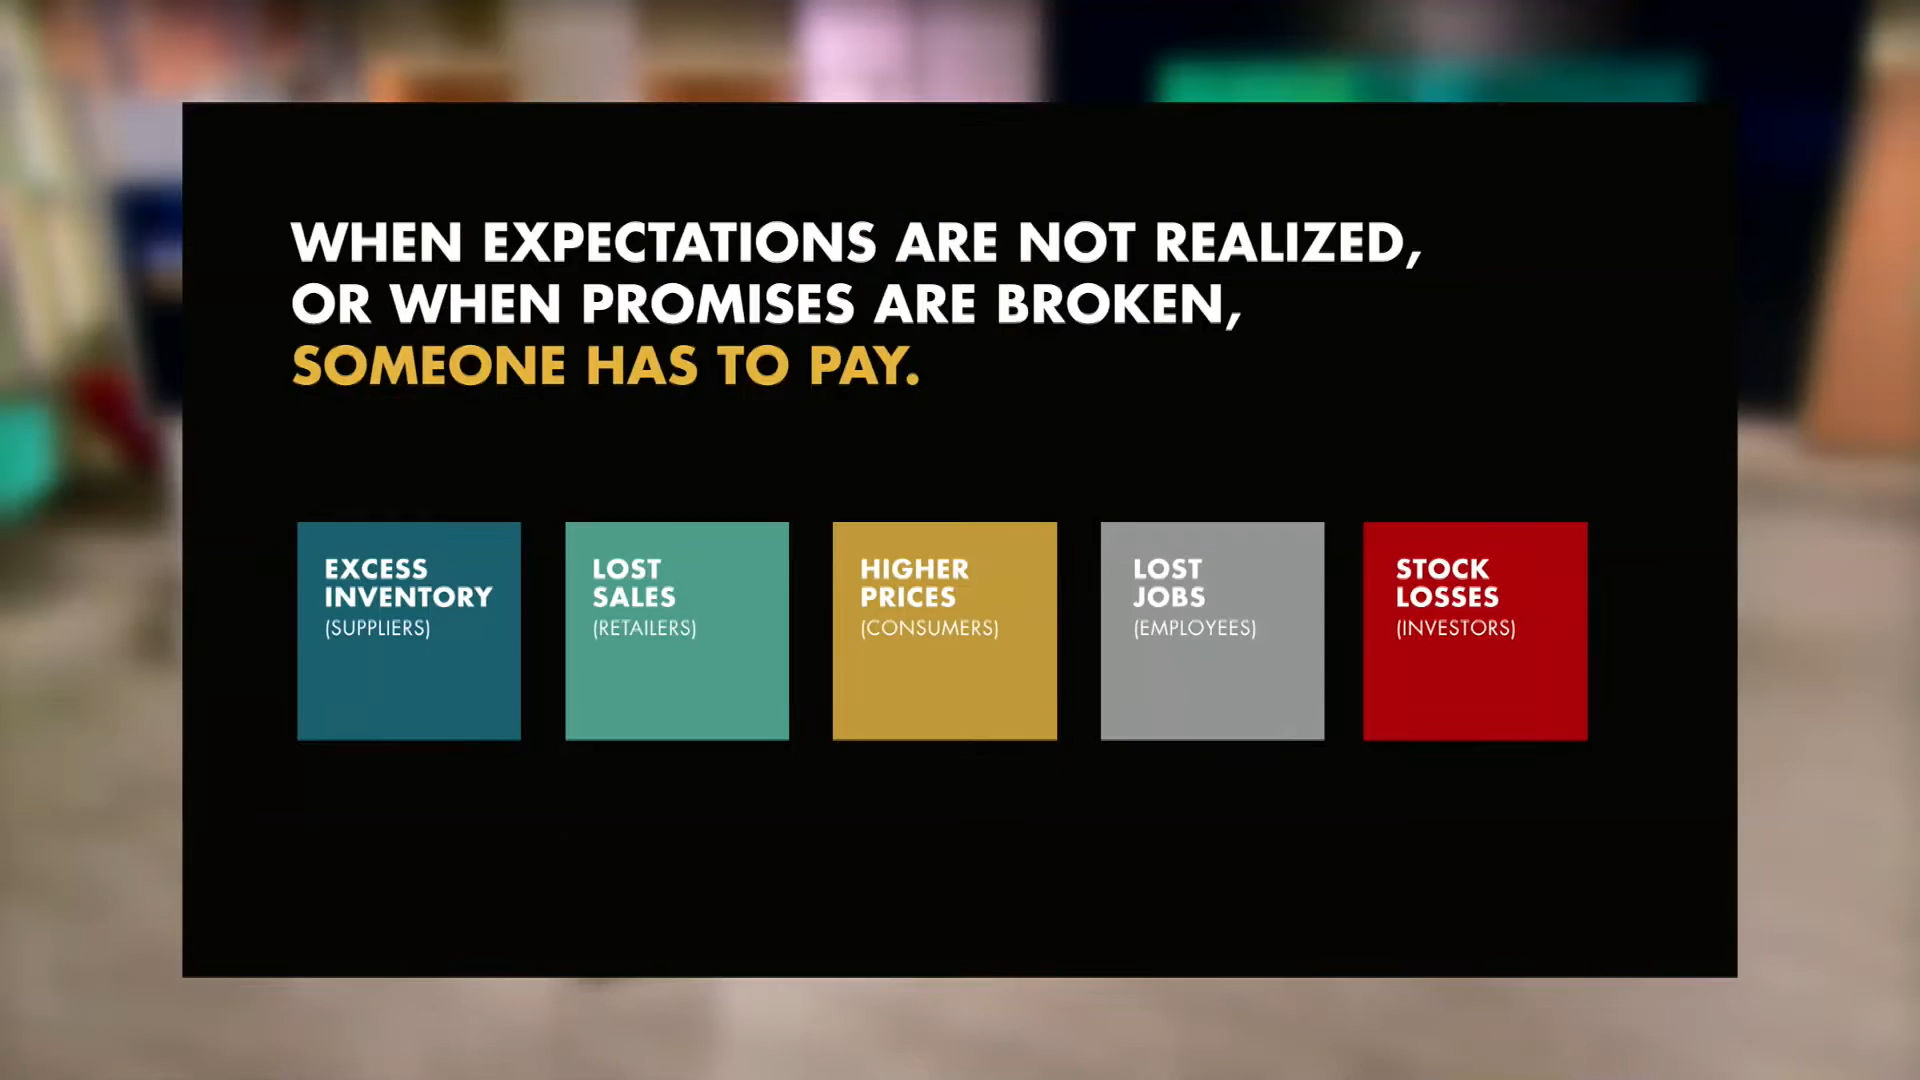 WHEN EXPECTATIONS ARE NOT REALIZED,
OR WHEN PROMISES ARE BROKEN,
SOMEONE HAS TO PAY.
EXCESS
INVENTORY
(SUPPLIERS)
LOST
SALES
(RETAILERS)
HIGHER
PRICES
(CONSUMERS)
LOST
JOBS
(EMPLOYEES)
STOCK
LOSSES
(INVESTORS)